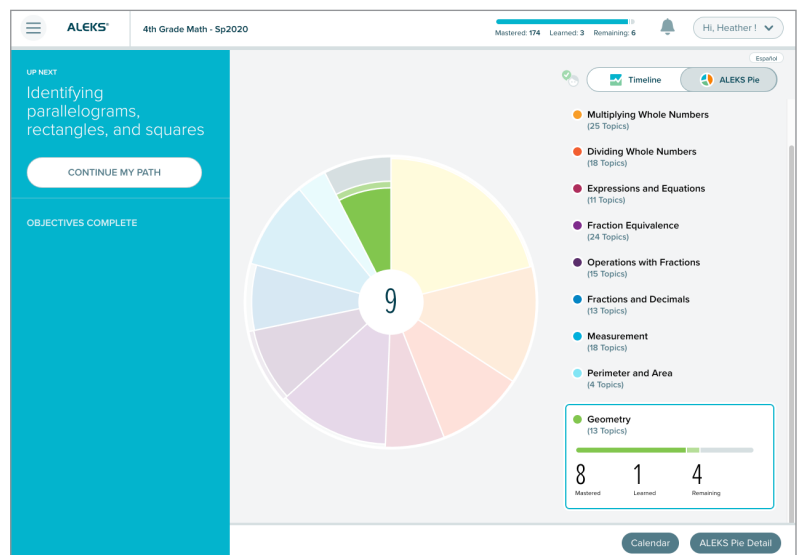 ALEKS®
4th Grade Math - Sp2020
Mastered: 174 Learned: 3 Remaining: 6
Hi, Heather !
Español
UP NEXT
Identifying
parallelograms,
rectangles, and squares
CONTINUE MY PATH
OBJECTIVES COMPLETE
9
Timeline
ALEKS Pie
Multiplying Whole Numbers
(25 Topics)
Dividing Whole Numbers
(18 Topics)
Expressions and Equations
(11 Topics)
Fraction Equivalence
(24 Topics)
Operations with Fractions
(15 Topics)
Fractions and Decimals
(13 Topics)
Measurement
(18 Topics)
Perimeter and Area
(4 Topics)
Geometry
(13 Topics)
8 1 4
Mastered Learned Remaining
Calendar
ALEKS Pie Detail